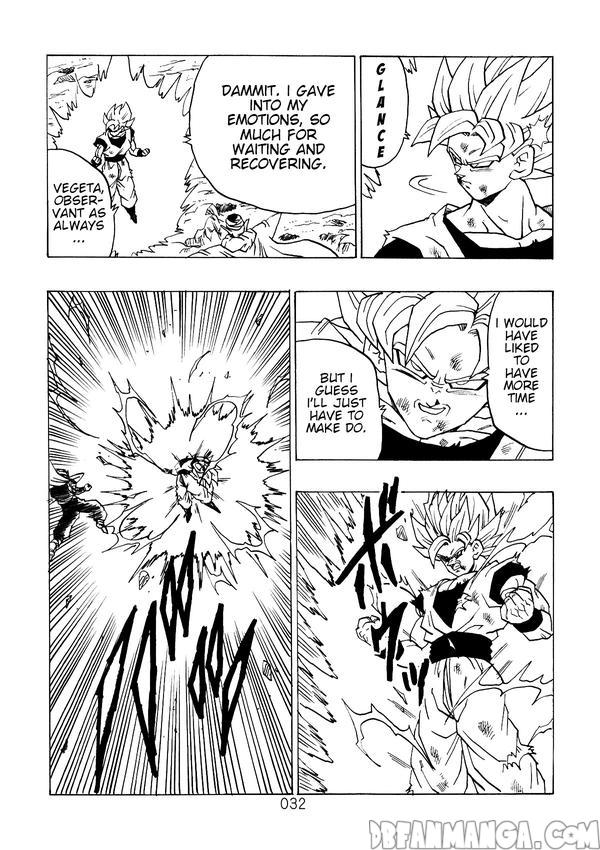 GLANCE
DAMMIT. I GAVE
INTO MY
EMOTIONS, SO
MUCH FOR
WAITING AND
RECOVERING.
VEGETA,
OBSER-
VANT AS
ALWAYS
...
I WOULD
HAVE
LIKED
TO
HAVE
MORE
TIME
...
BUT I
GUESS
I'LL JUST
HAVE TO
MAKE DO.
032
DBFANMANGA.COM